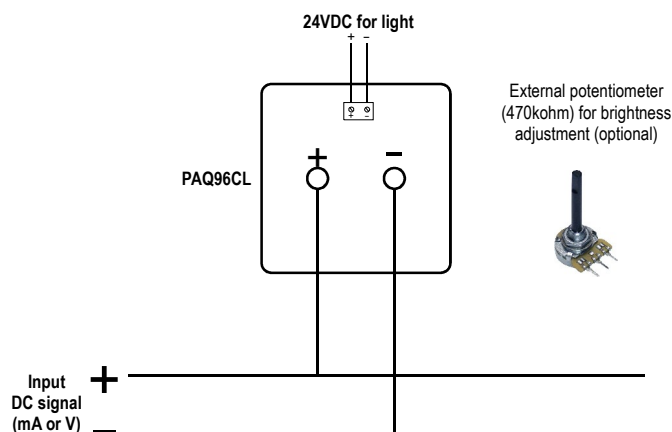 24VDC for light
+ −
External potentiometer
(470kohm) for brightness
adjustment (optional)
+ -
+ −
PAQ96CL
+
Input
DC signal
(mA or V)
−